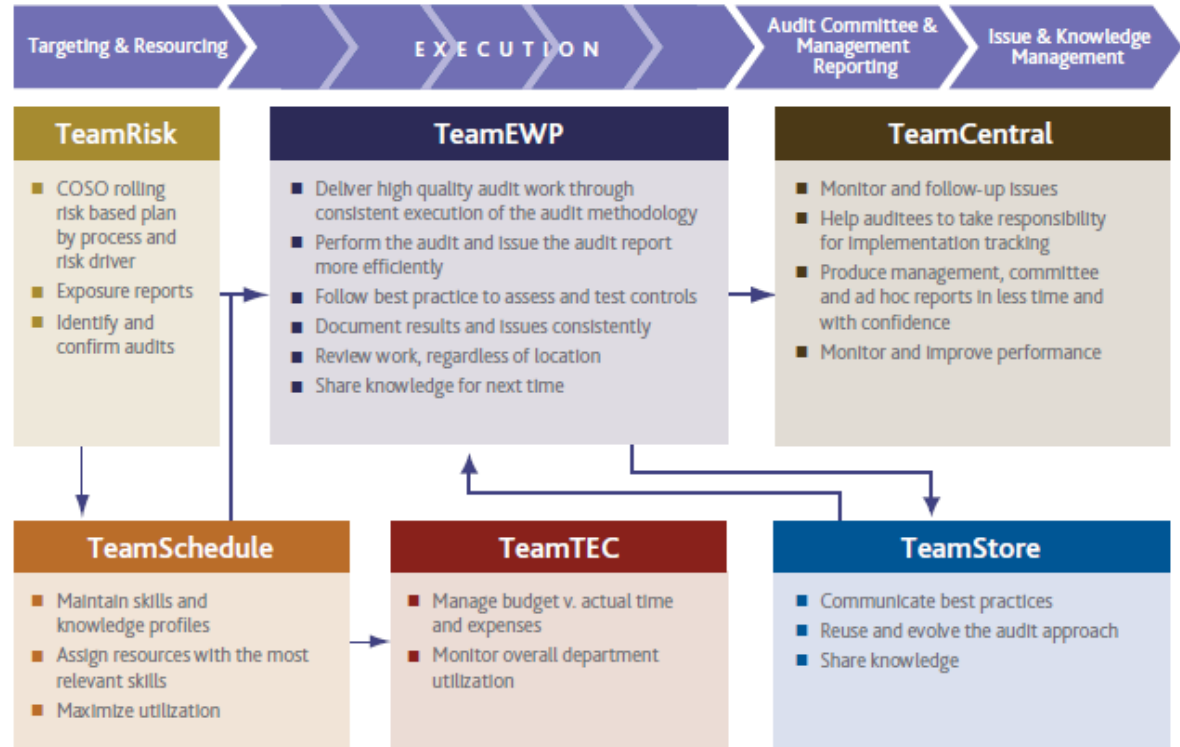 Targeting & Resourcing
EXECUTION
Audit Committee &
Management
Reporting
Issue & Knowledge
Management
TeamRisk
COSO rolling
risk based plan
by process and
risk driver
Exposure reports
Identify and
confirm audits
TeamEWP
Deliver high quality audit work through
consistent execution of the audit methodology
Perform the audit and issue the audit report
more efficiently
Follow best practice to assess and test controls
Document results and issues consistently
Review work, regardless of location
Share knowledge for next time
TeamCentral
Monitor and follow-up issues
Help auditees to take responsibility
for implementation tracking
Produce management, committee
and ad hoc reports in less time and
with confidence
Monitor and improve performance
TeamSchedule
Maintain skills and
knowledge profiles
Assign resources with the most
relevant skills
Maximize utilization
TeamTEC
Manage budget v. actual time
and expenses
Monitor overall department
utilization
TeamStore
Communicate best practices
Reuse and evolve the audit approach
Share knowledge